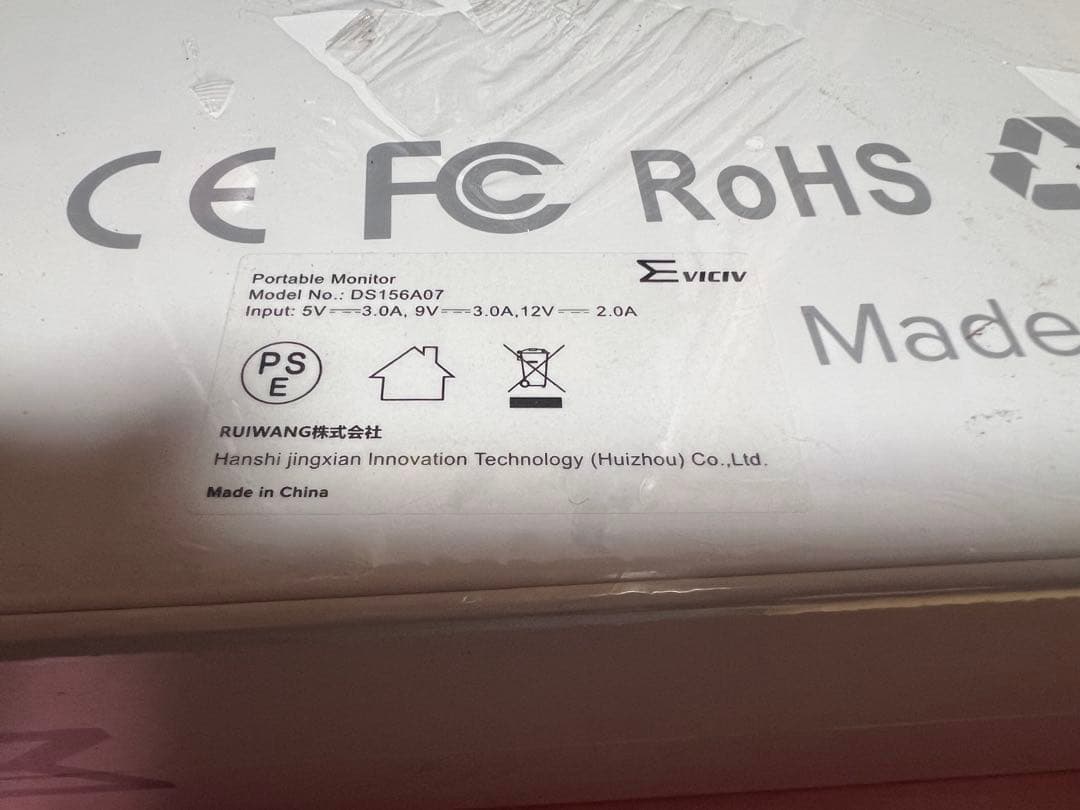 CE FC RoHS
EVICIV
Portable Monitor
Model No.: DS156A07
Input: 5V⎓3.0A, 9V⎓3.0A,12V⎓ 2.0A
Made
PS
E
RUIWANG株式会社
Hanshi jingxian Innovation Technology (Huizhou) Co.,Ltd.
Made in China